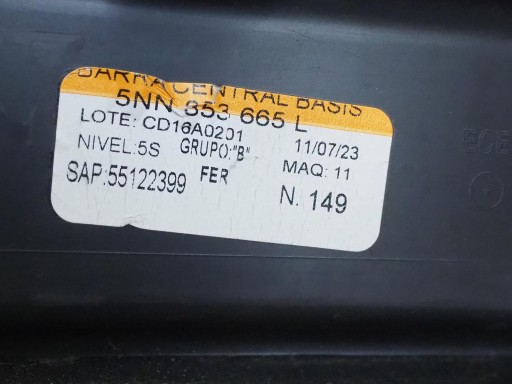 BARRA CENTRAL BASIS
5NN 853 665 L
LOTE: CD16A0201 11/07/23
NIVEL:5S GRUPO:"B" MAQ: 11
SAP:55122399 FER N. 149